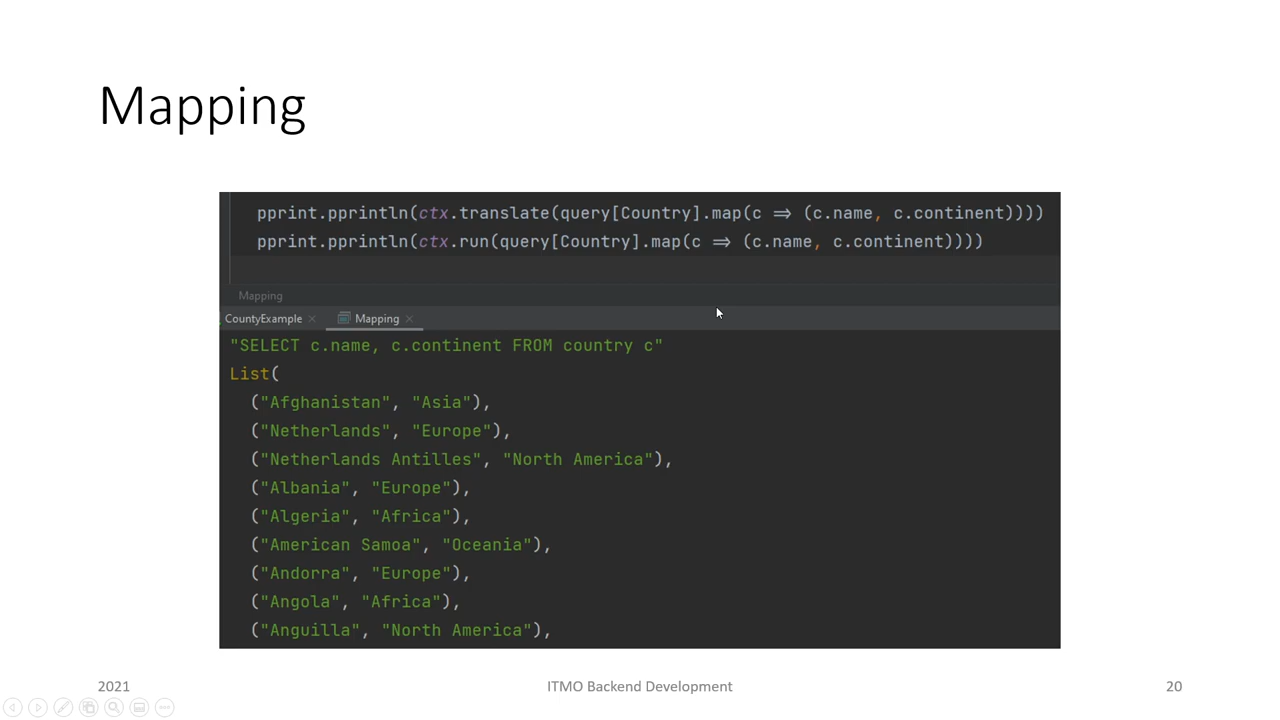 Mapping
pprint.pprintln(ctx.translate(query[Country].map(c => (c.name, c.continent))))
pprint.pprintln(ctx.run(query[Country].map(c => (c.name, c.continent))))
Mapping
CountyExample × Mapping ×
"SELECT c.name, c.continent FROM country c"
List(
("Afghanistan", "Asia"),
("Netherlands", "Europe"),
("Netherlands Antilles", "North America"),
("Albania", "Europe"),
("Algeria", "Africa"),
("American Samoa", "Oceania"),
("Andorra", "Europe"),
("Angola", "Africa"),
("Anguilla", "North America"),
2021 ITMO Backend Development 20